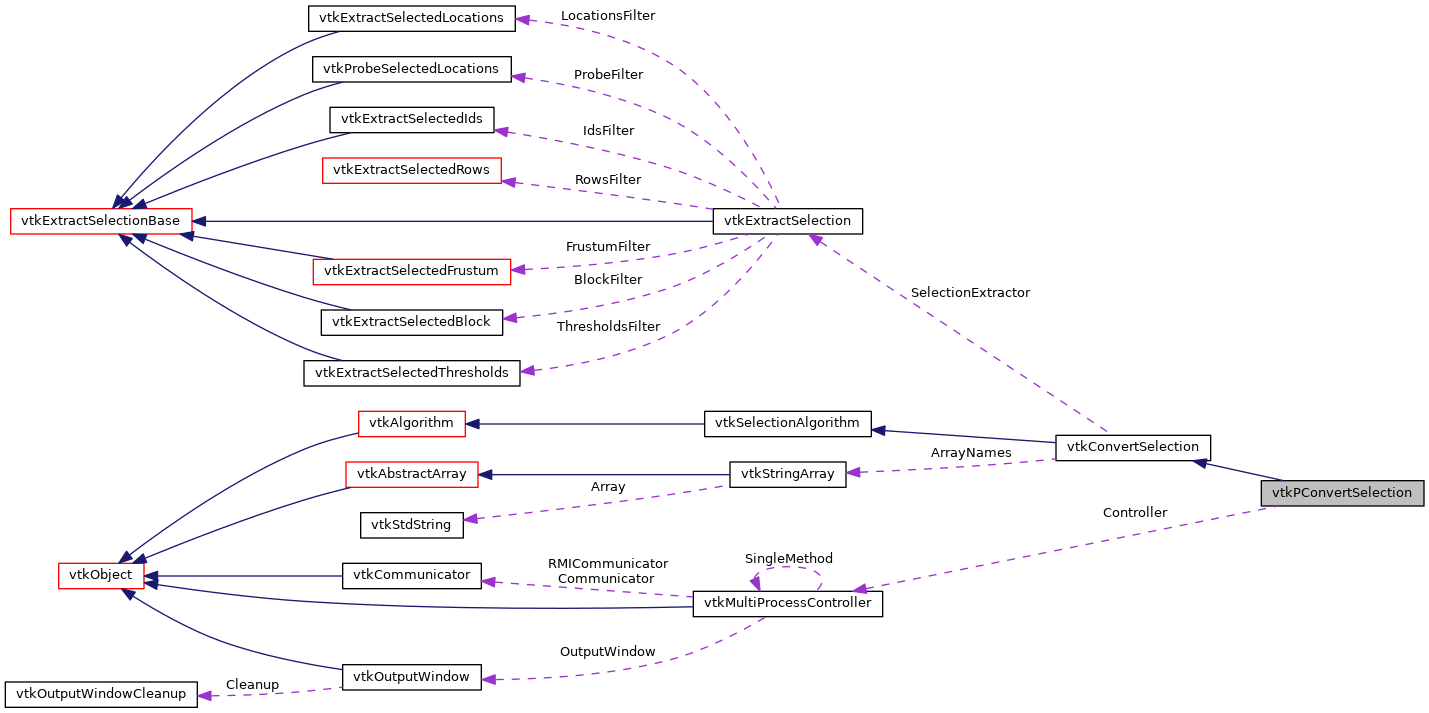 vtkExtractSelectedLocations
LocationsFilter
vtkProbeSelectedLocations
ProbeFilter
vtkExtractSelectedIds
IdsFilter
vtkExtractSelectedRows
RowsFilter
vtkExtractSelectionBase
vtkExtractSelection
FrustumFilter
vtkExtractSelectedFrustum
BlockFilter
SelectionExtractor
vtkExtractSelectedBlock
ThresholdsFilter
vtkExtractSelectedThresholds
vtkAlgorithm
vtkSelectionAlgorithm
vtkConvertSelection
ArrayNames
vtkAbstractArray
vtkStringArray
Array
vtkPConvertSelection
vtkStdString
Controller
SingleMethod
RMICommunicator
Communicator
vtkObject
vtkCommunicator
vtkMultiProcessController
OutputWindow
vtkOutputWindow
Cleanup
vtkOutputWindowCleanup